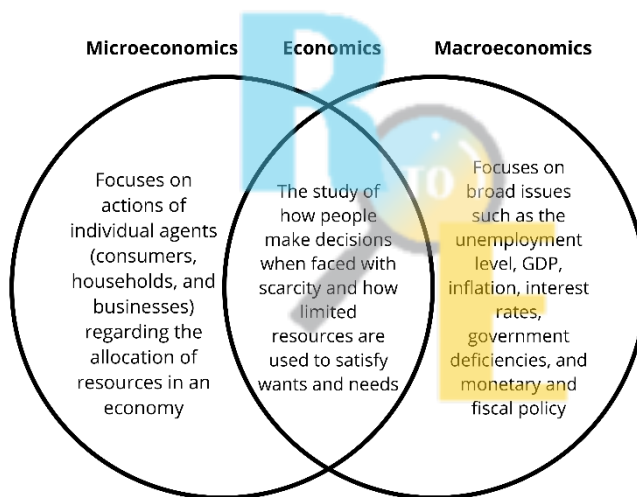 Microeconomics Economics Macroeconomics
Focuses on
actions of
individual agents
(consumers,
households, and
businesses)
regarding the
allocation of
resources in an
economy
The study of
how people
make decisions
when faced with
scarcity and how
limited
resources are
used to satisfy
wants and needs
Focuses on
broad issues
such as the
unemployment
level, GDP,
inflation, interest
rates,
government
deficiencies, and
monetary and
fiscal policy
R
TO
E